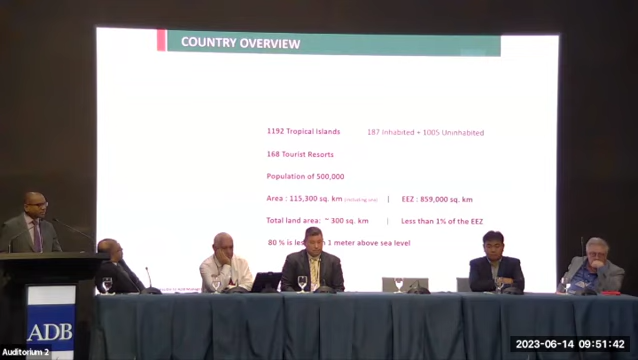 COUNTRY OVERVIEW
1192 Tropical Islands 187 Inhabited + 1005 Uninhabited
168 Tourist Resorts
Population of 500,000
Area : 115,300 sq. km (including sea) | EEZ : 859,000 sq. km
Total land area: ~ 300 sq. km | Less than 1% of the EEZ
80 % is 1 meter above sea level
ADB
Auditorium 2
2023-06-14 09:51:42